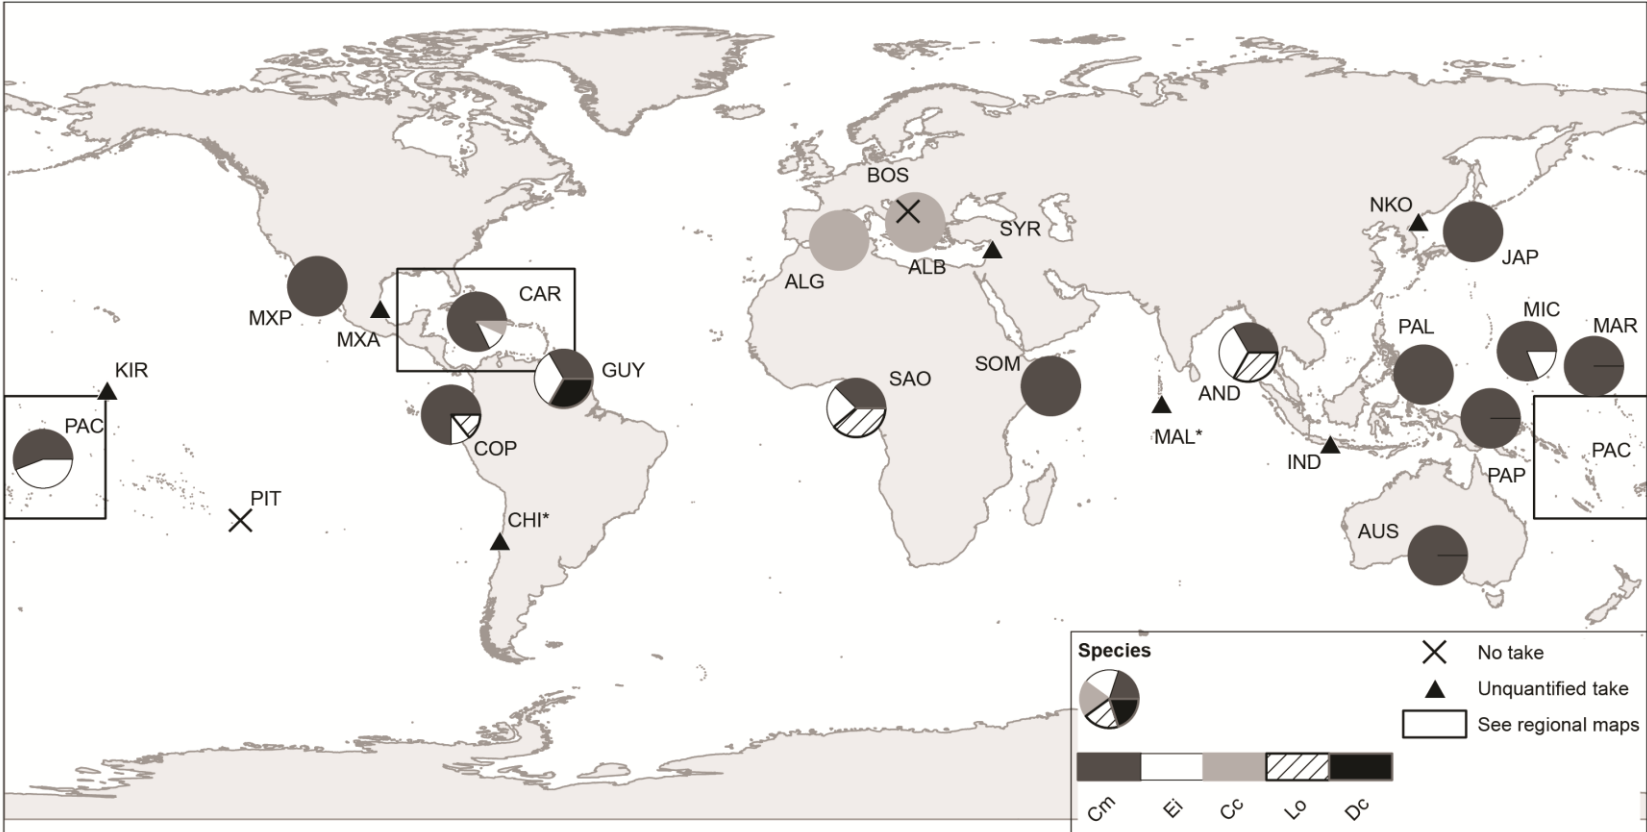 BOS
NKO
SYR
JAP
ALB
ALG
CAR
MXP
MXA
MIC
MAR
PAL
KIR
GUY
SOM
SAO
AND
PAC
COP
MAL*
IND
PAP
PAC
PIT
CHI*
AUS
Species
No take
Unquantified take
See regional maps
Cm
Ei
Cc
Lo
Dc